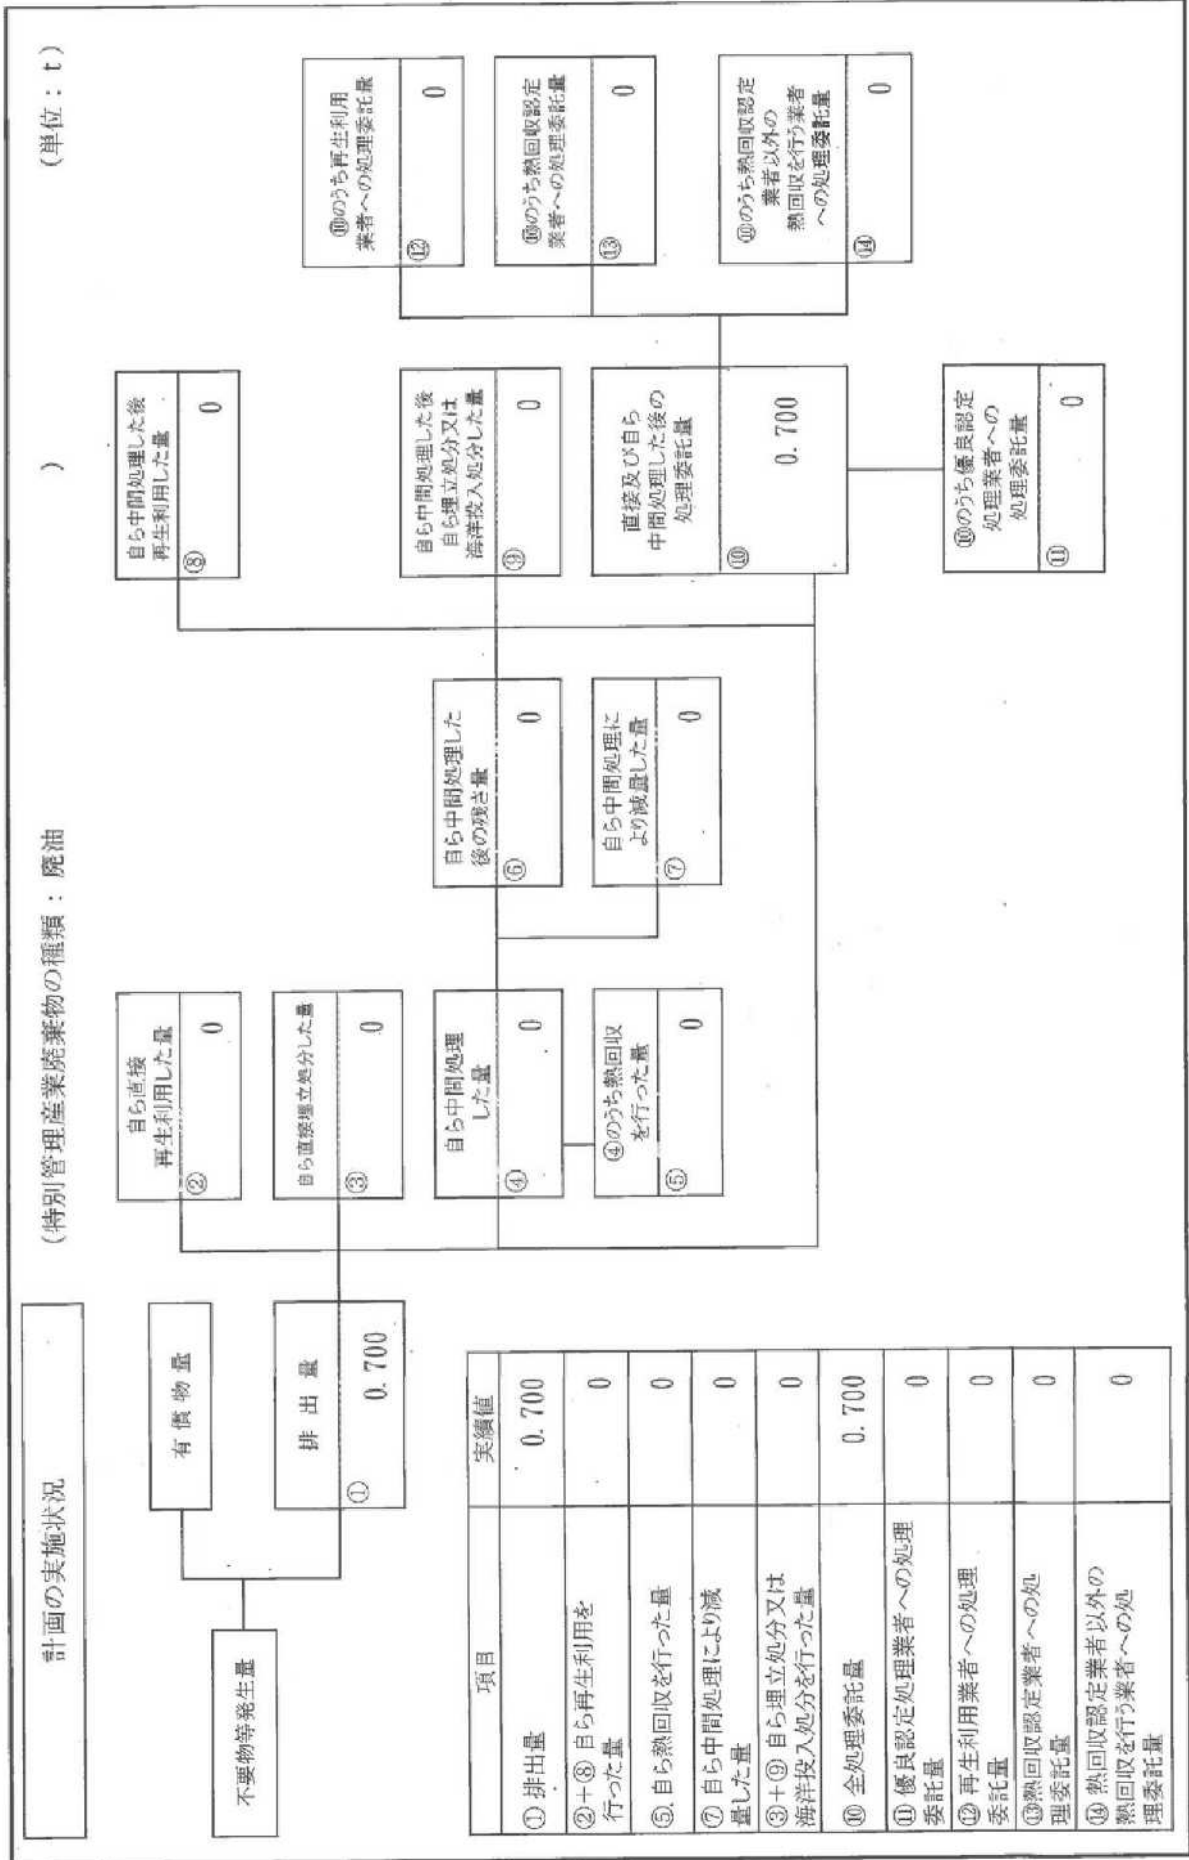 計画の実施状況
(特別管理産業廃棄物の種類： 廃油 )
(単位：t)
不要物等発生量
有償物量
排出量
① 0.700
自ら直接
再生利用した量
② 0
自ら直接埋立処分した量
③ 0
自ら中間処理
した量
④ 0
④のうち熱回収
を行った量
⑤ 0
自ら中間処理した
後の残さ量
⑥ 0
自ら中間処理に
より減量した量
⑦ 0
自ら中間処理した後
再生利用した量
⑧ 0
自ら中間処理した後
自ら埋立処分又は
海洋投入処分した量
⑨ 0
直接及び自ら
中間処理した後の
処理委託量
⑩ 0.700
⑩のうち優良認定
処理業者への
処理委託量
⑪ 0
⑩のうち再生利用
業者への処理委託量
⑫ 0
⑩のうち熱回収認定
業者への処理委託量
⑬ 0
⑩のうち熱回収認定
業者以外の
熱回収を行う業者
への処理委託量
⑭ 0
項目 実績値
① 排出量 0.700
②+⑧ 自ら再生利用を
行った量 0
⑤.自ら熱回収を行った量 0
⑦ 自ら中間処理により減
量した量 0
③+⑨ 自ら埋立処分又は
海洋投入処分を行った量 0
⑩ 全処理委託量 0.700
⑪ 優良認定処理業者への処理
委託量 0
⑫ 再生利用業者への処理
委託量 0
⑬熱回収認定業者への処
理委託量 0
⑭ 熱回収認定業者以外の
熱回収を行う業者への処
理委託量 0